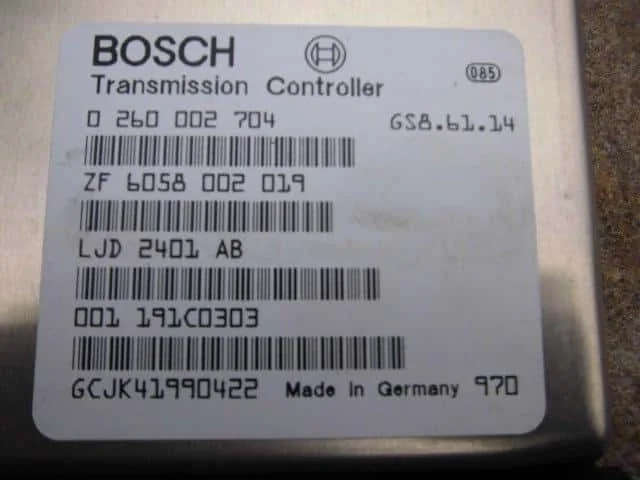 BOSCH
085
Transmission Controller
0 260 002 704 GS8.61.14
ZF 6058 002 019
LJD 2401 AB
001 191C0303
GCJK41990422 Made in Germany 970